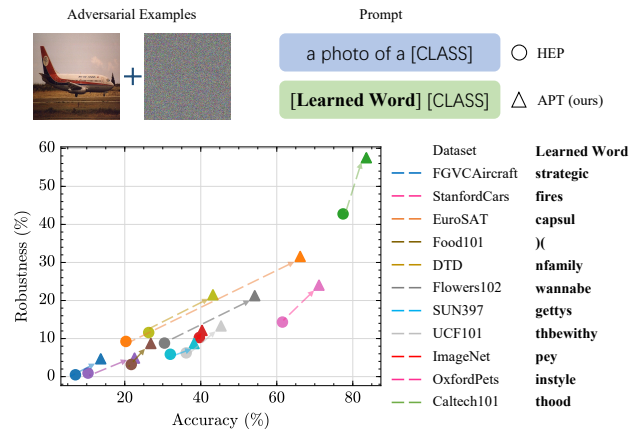 Adversarial Examples
Prompt
a photo of a [CLASS]
HEP
[Learned Word] [CLASS]
APT (ours)
Dataset
Learned Word
FGVCAircraft
strategic
StanfordCars
fires
EuroSAT
capsul
Food101
)(
DTD
nfamily
Flowers102
wannabe
SUN397
gettys
UCF101
thbewithy
ImageNet
pey
OxfordPets
instyle
Caltech101
thood
Robustness (%)
60
50
40
30
20
10
0
20
40
60
80
Accuracy (%)